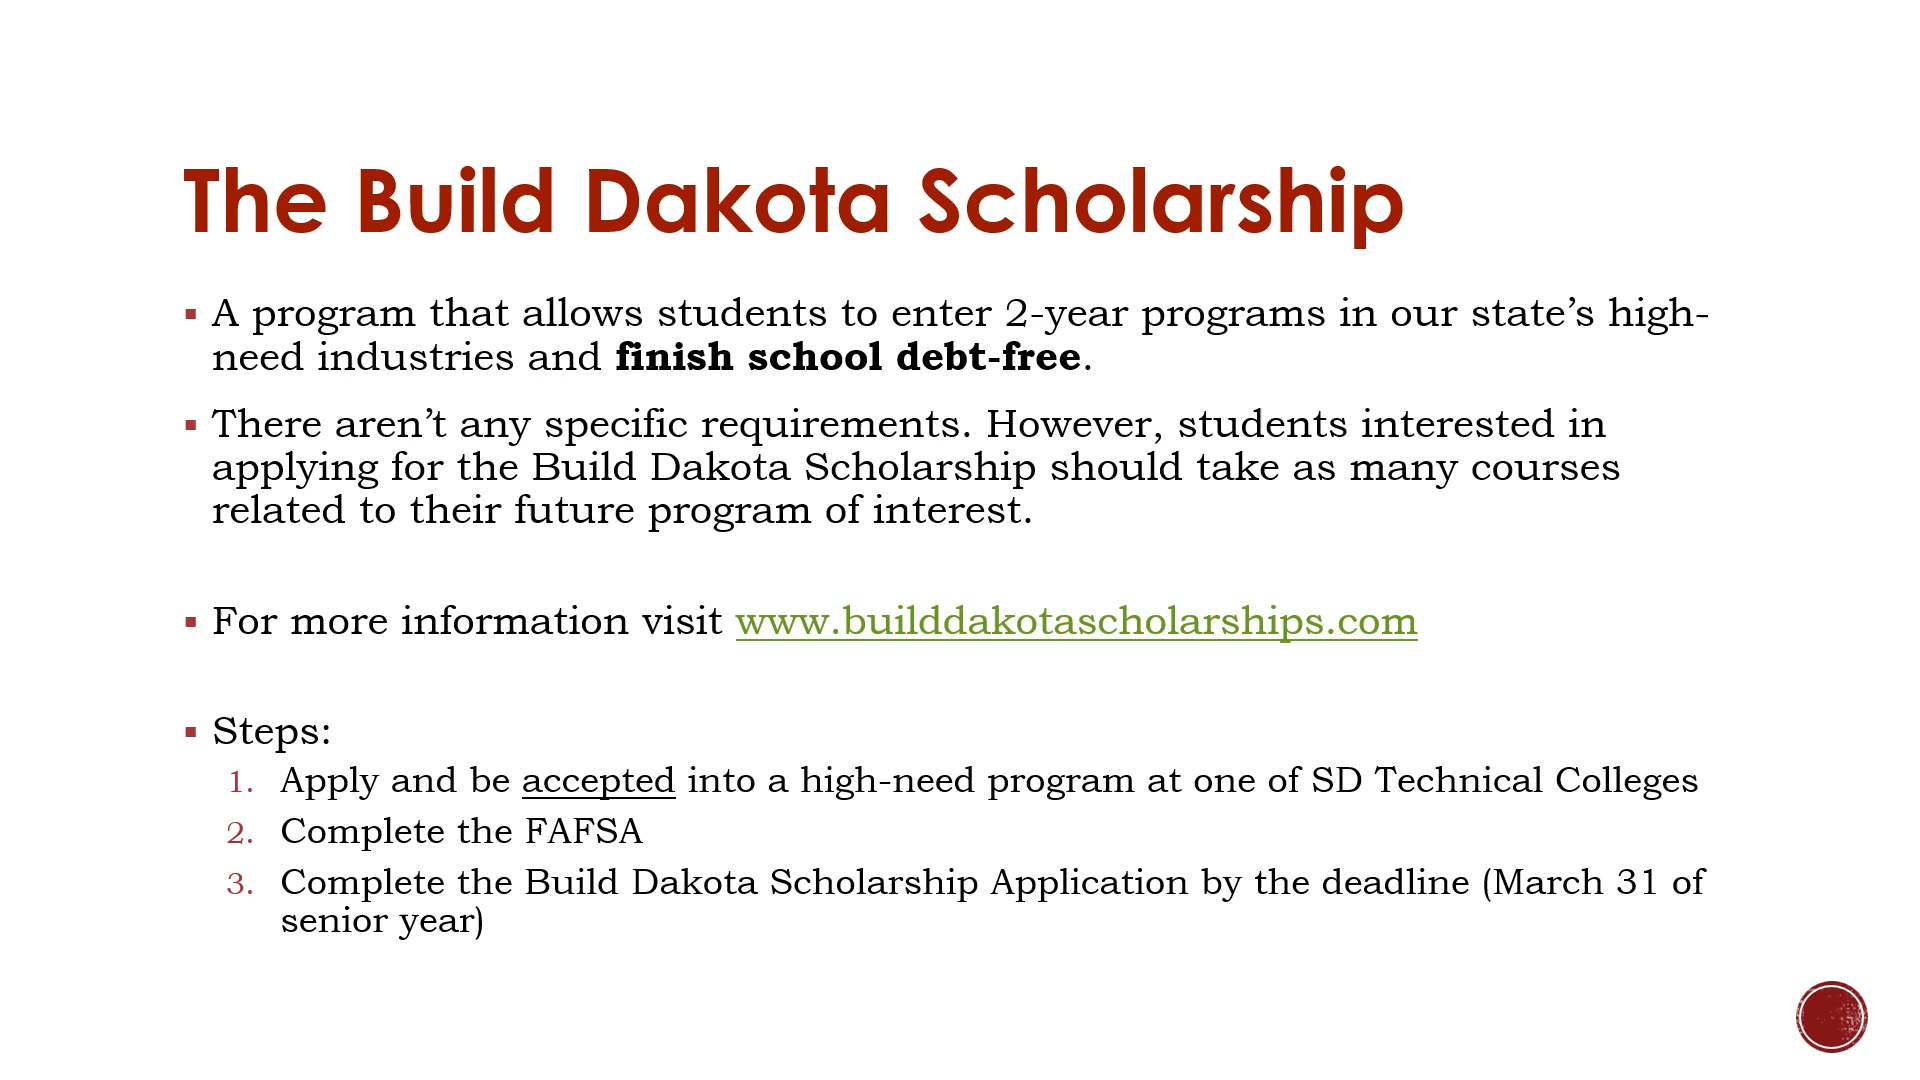 The Build Dakota Scholarship
▪ A program that allows students to enter 2-year programs in our state’s high-
need industries and finish school debt-free.
▪ There aren’t any specific requirements. However, students interested in
applying for the Build Dakota Scholarship should take as many courses
related to their future program of interest.
▪ For more information visit www.builddakotascholarships.com
▪ Steps:
1. Apply and be accepted into a high-need program at one of SD Technical Colleges
2. Complete the FAFSA
3. Complete the Build Dakota Scholarship Application by the deadline (March 31 of
senior year)